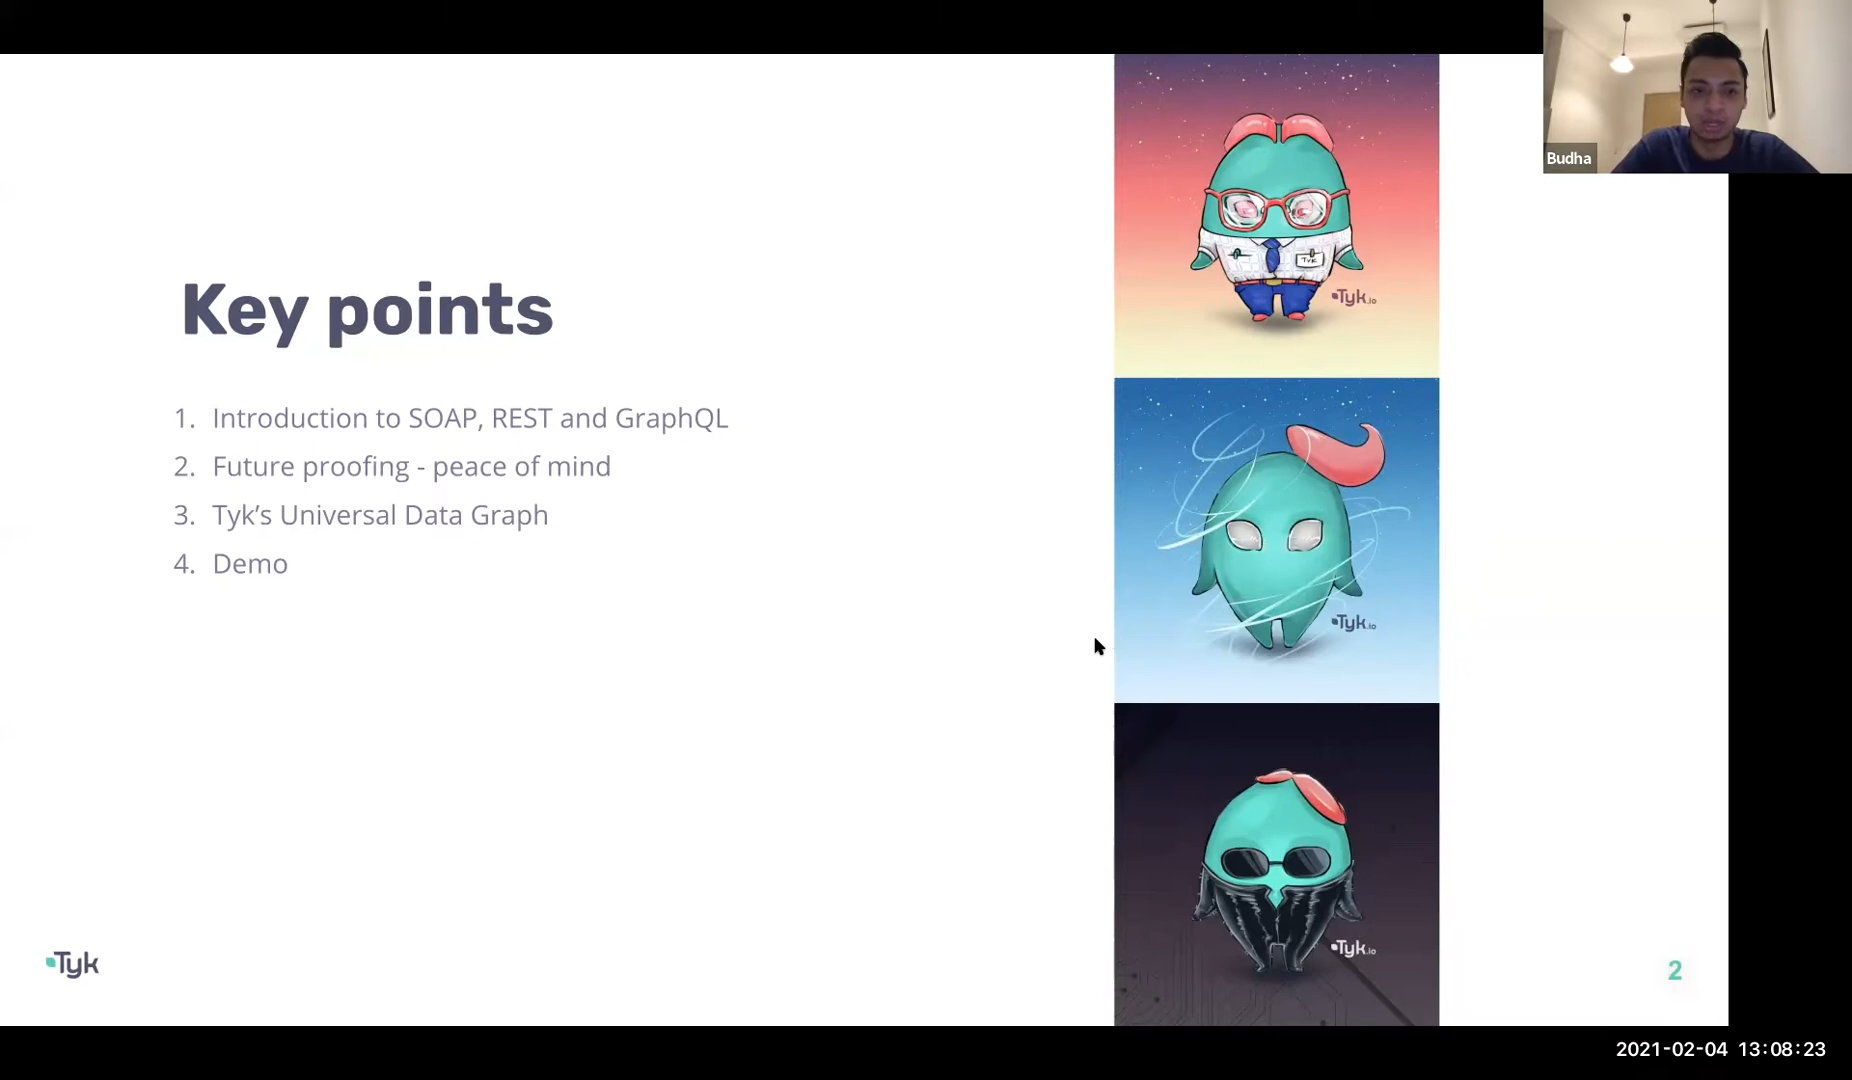 Budha
Key points
1. Introduction to SOAP, REST and GraphQL
2. Future proofing - peace of mind
3. Tyk’s Universal Data Graph
4. Demo
TYK
Tyk.io
Tyk.io
Tyk.io
Tyk
2
2021-02-04 13:08:23